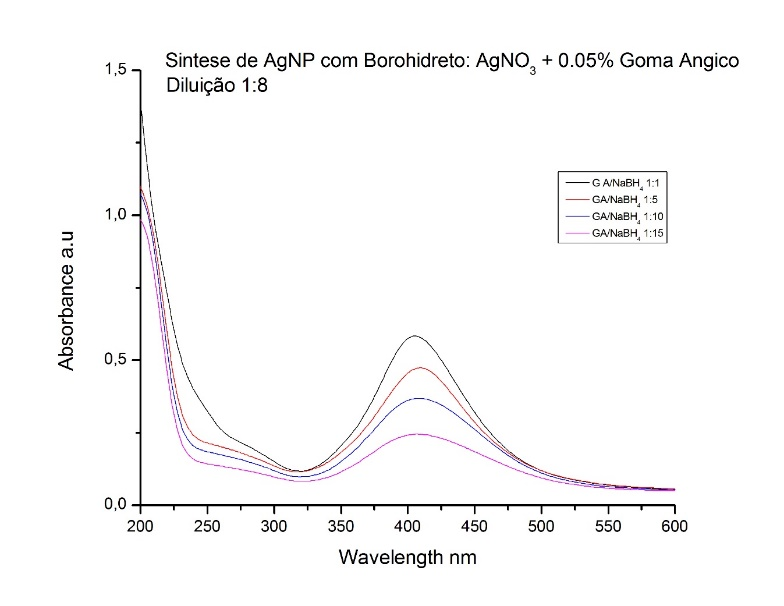 Sintese de AgNP com Borohidreto: AgNO₃ + 0.05% Goma Angico
Diluição 1:8
1,5
1,0
0,5
0,0
Absorbance a.u
G A/NaBH₄ 1:1
GA/NaBH₄ 1:5
GA/NaBH₄ 1:10
GA/NaBH₄ 1:15
200 250 300 350 400 450 500 550 600
Wavelength nm